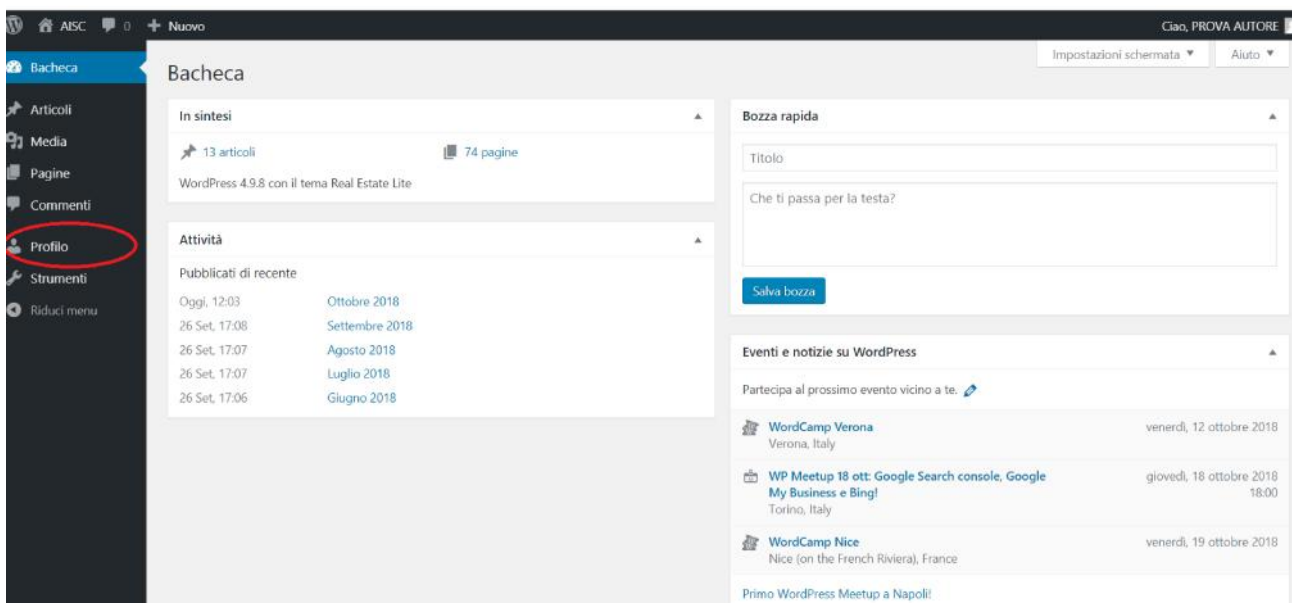 AISC 0 + Nuovo Ciao, PROVA AUTORE
Impostazioni schermata ▼ Aiuto ▼
Bacheca
Articoli
Media
Pagine
Commenti
Profilo
Strumenti
Riduci menu
Bacheca
In sintesi
13 articoli 74 pagine
WordPress 4.9.8 con il tema Real Estate Lite
Attività
Pubblicati di recente
Oggi, 12:03 Ottobre 2018
26 Set, 17:08 Settembre 2018
26 Set, 17:07 Agosto 2018
26 Set, 17:07 Luglio 2018
26 Set, 17:06 Giugno 2018
Bozza rapida
Titolo
Che ti passa per la testa?
Salva bozza
Eventi e notizie su WordPress
Partecipa al prossimo evento vicino a te.
WordCamp Verona venerdì, 12 ottobre 2018
Verona, Italy
WP Meetup 18 ott: Google Search console, Google giovedì, 18 ottobre 2018
My Business e Bing! 18:00
Torino, Italy
WordCamp Nice venerdì, 19 ottobre 2018
Nice (on the French Riviera), France
Primo WordPress Meetup a Napoli!